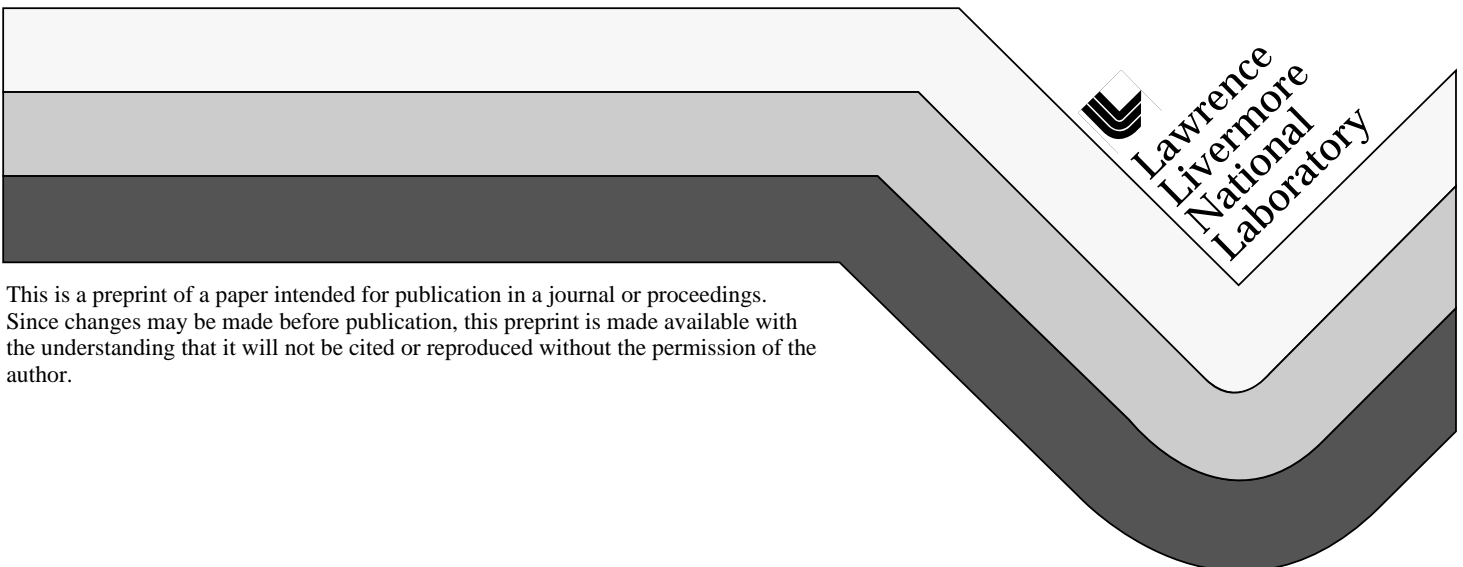 Lawrence
Livermore
National
Laboratory
This is a preprint of a paper intended for publication in a journal or proceedings.
Since changes may be made before publication, this preprint is made available with
the understanding that it will not be cited or reproduced without the permission of the
author.